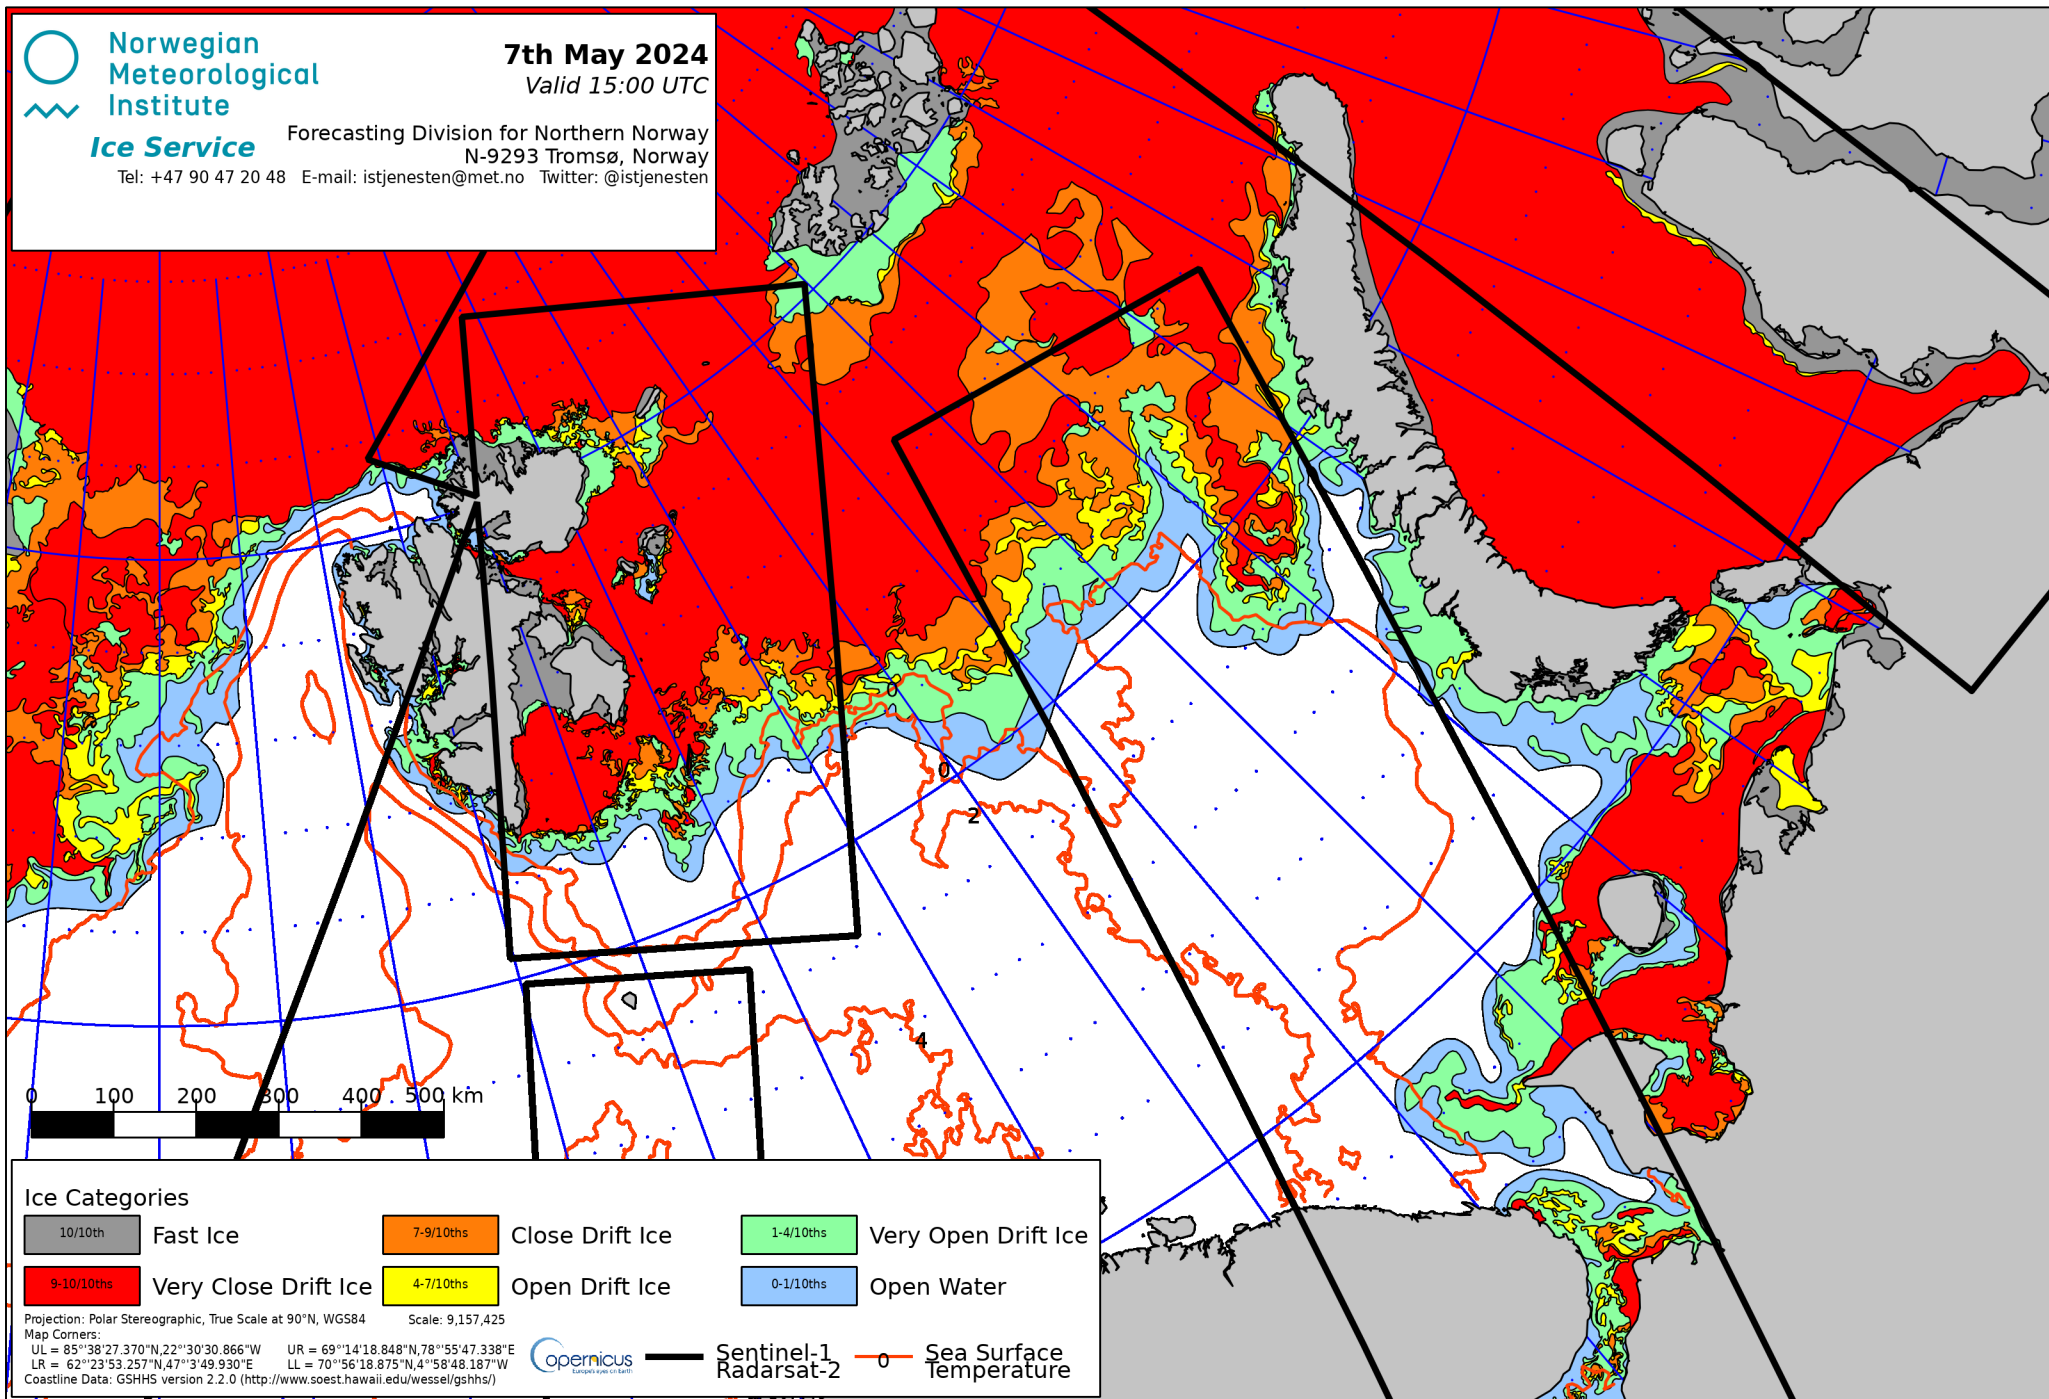 Norwegian
Meteorological
Institute
Ice Service
7th May 2024
Valid 15:00 UTC
Forecasting Division for Northern Norway
N-9293 Tromsø, Norway
Tel: +47 90 47 20 48 E-mail: istjenesten@met.no Twitter: @istjenesten
0
0
0
2
4
0 100 200 300 400 500 km
Ice Categories
10/10th Fast Ice
7-9/10ths Close Drift Ice
1-4/10ths Very Open Drift Ice
9-10/10ths Very Close Drift Ice
4-7/10ths Open Drift Ice
0-1/10ths Open Water
Projection: Polar Stereographic, True Scale at 90°N, WGS84 Scale: 9,157,425
Map Corners:
UL = 85°'38'27.370"N,22°'30'30.866"W UR = 69°'14'18.848"N,78°'55'47.338"E
LR = 62°'23'53.257"N,47°'3'49.930"E LL = 70°'56'18.875"N,4°'58'48.187"W
Coastline Data: GSHHS version 2.2.0 (http://www.soest.hawaii.edu/wessel/gshhs/)
Copernicus
Europe's eyes on Earth
Sentinel-1
Radarsat-2
0
Sea Surface
Temperature